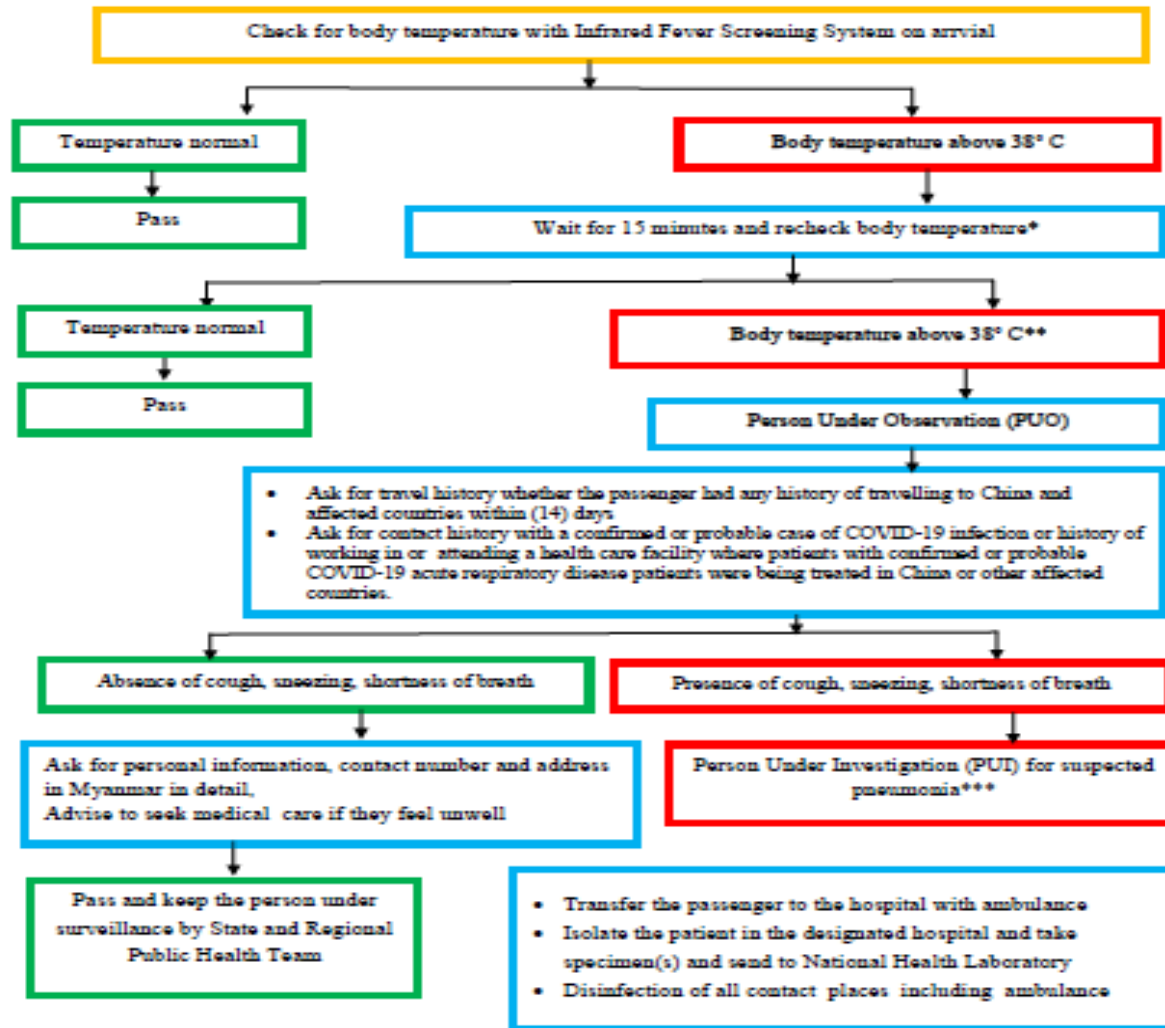 Check for body temperature with Infrared Fever Screening System on arrvial
Temperature normal
Body temperature above 38° C
Pass
Wait for 15 minutes and recheck body temperature*
Temperature normal
Body temperature above 38° C**
Pass
Person Under Observation (PUO)
• Ask for travel history whether the passenger had any history of travelling to China and
affected countries within (14) days
• Ask for contact history with a confirmed or probable case of COVID-19 infection or history of
working in or attending a health care facility where patients with confirmed or probable
COVID-19 acute respiratory disease patients were being treated in China or other affected
countries.
Absence of cough, sneezing, shortness of breath
Presence of cough, sneezing, shortness of breath
Ask for personal information, contact number and address
in Myanmar in detail,
Advise to seek medical care if they feel unwell
Person Under Investigation (PUI) for suspected
pneumonia***
Pass and keep the person under
surveillance by State and Regional
Public Health Team
• Transfer the passenger to the hospital with ambulance
• Isolate the patient in the designated hospital and take
specimen(s) and send to National Health Laboratory
• Disinfection of all contact places including ambulance